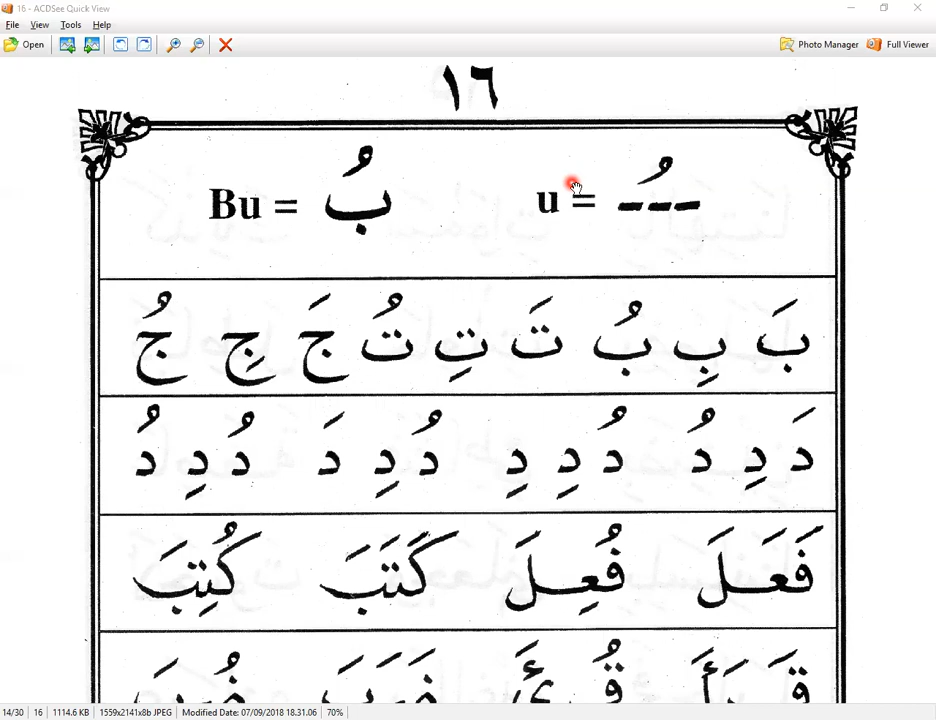 16 - ACDSee Quick View
File View Tools Help
Open Photo Manager Full Viewer
١٦
Bu = بُ u = ---ُ
بَ بِ بُ تَ تِ تُ جَ جِ جُ
دَ دِ دُ دُ دِ دِ دُ دِ دَ دُ دِ دُ
فَعَلَ فُعِلَ كَتَبَ كُتِبَ
قَرَأَ قُرِئَ ضَرَبَ ضُرِبَ
14/30 16 1114.6 KB 1559x2141x8b JPEG Modified Date: 07/09/2018 18.31.06 70%